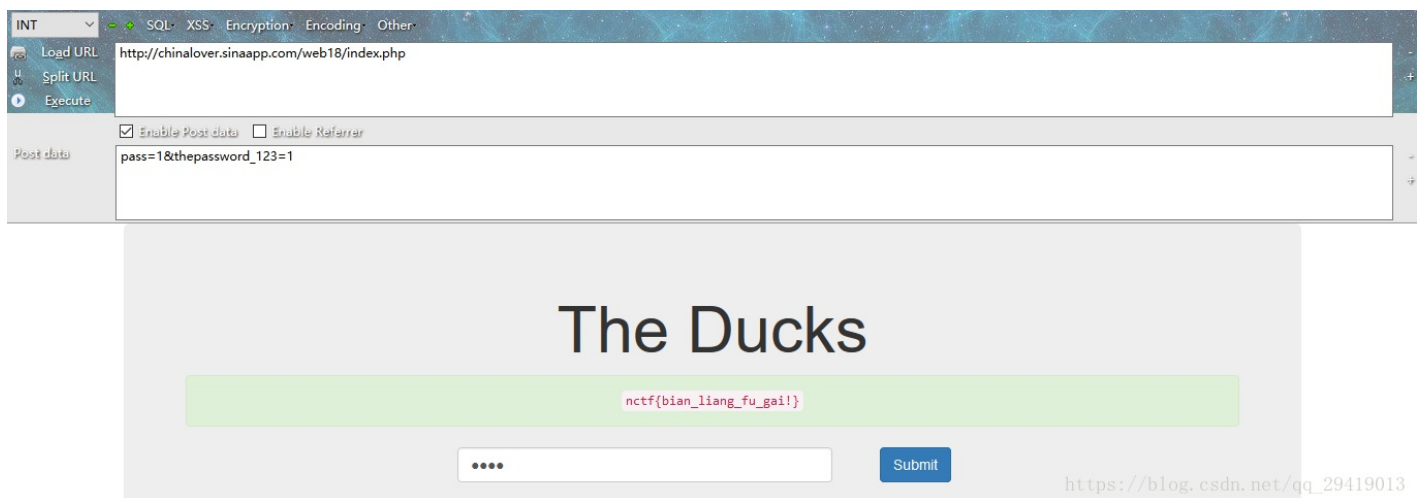 INT SQL- XSS- Encryption- Encoding- Other-
Load URL http://chinalover.sinaapp.com/web18/index.php
Split URL
Execute
Enable Post data Enable Referrer
Post data pass=1&thepassword_123=1
The Ducks
nctf{bian_liang_fu_gai!}
Submit
https://blog.csdn.net/qq_29419013